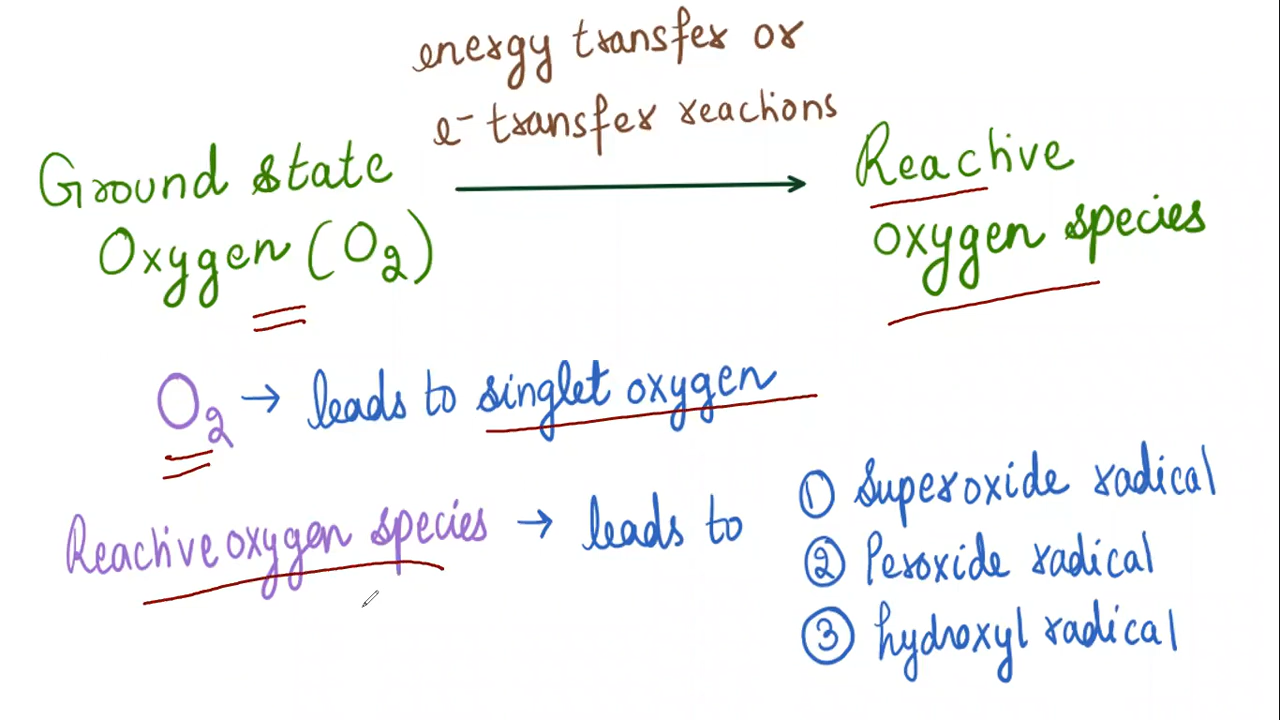 energy transfer or
e⁻ transfer reactions
Ground state
Oxygen (O₂)
Reactive
oxygen species
O₂ → leads to singlet oxygen
Reactive oxygen species → leads to
① Superoxide radical
② Peroxide radical
③ hydroxyl radical